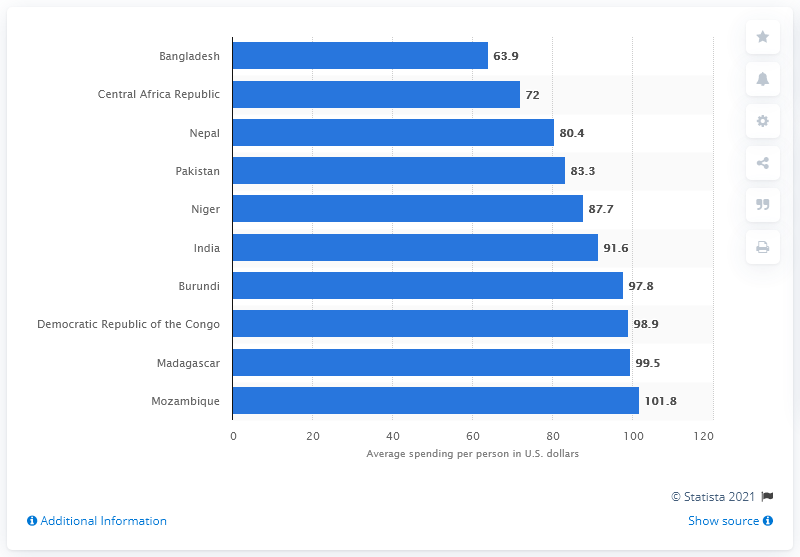 Bangladesh 63.9
Central Africa Republic 72
Nepal 80.4
Pakistan 83.3
Niger 87.7
India 91.6
Burundi 97.8
Democratic Republic of the Congo 98.9
Madagascar 99.5
Mozambique 101.8
0 20 40 60 80 100 120
Average spending per person in U.S. dollars
© Statista 2021
Additional Information Show source